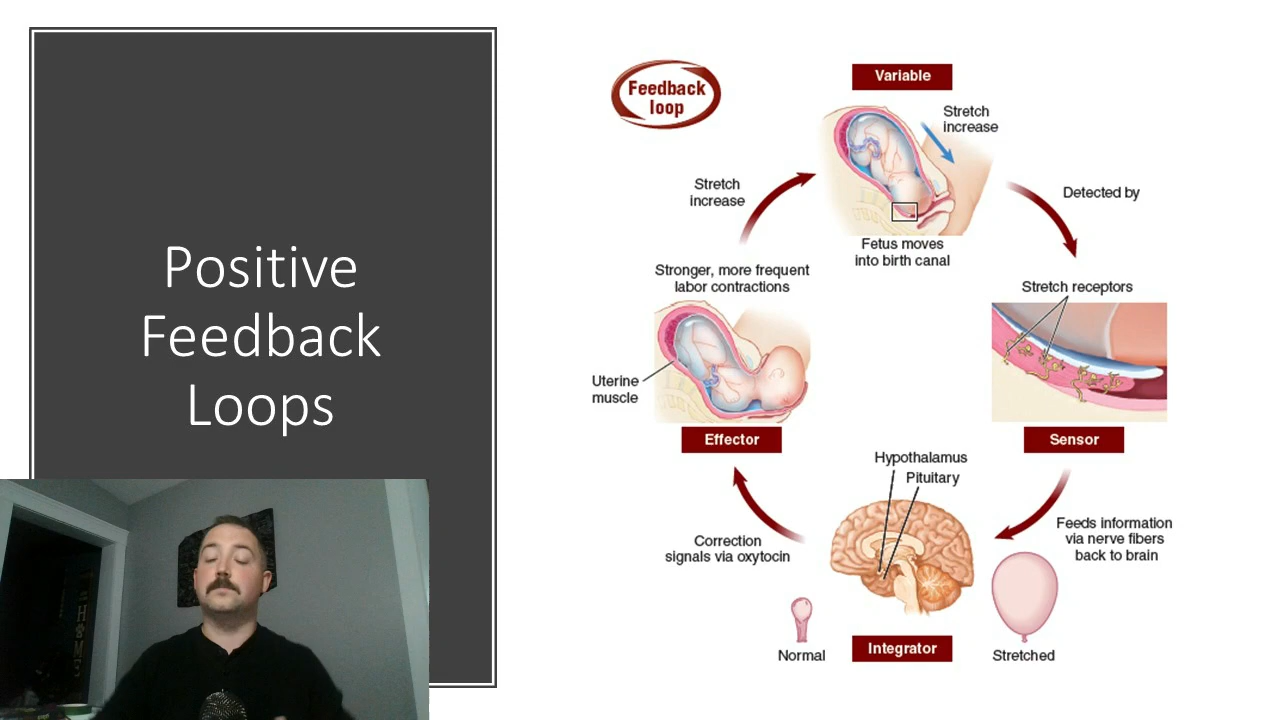 Positive
Feedback
Loops
Feedback
loop
Variable
Stretch
increase
Fetus moves
into birth canal
Detected by
Stretch receptors
Sensor
Feeds information
via nerve fibers
back to brain
Stretched
Normal
Integrator
Hypothalamus
Pituitary
Correction
signals via oxytocin
Effector
Uterine
muscle
Stronger, more frequent
labor contractions
Stretch
increase